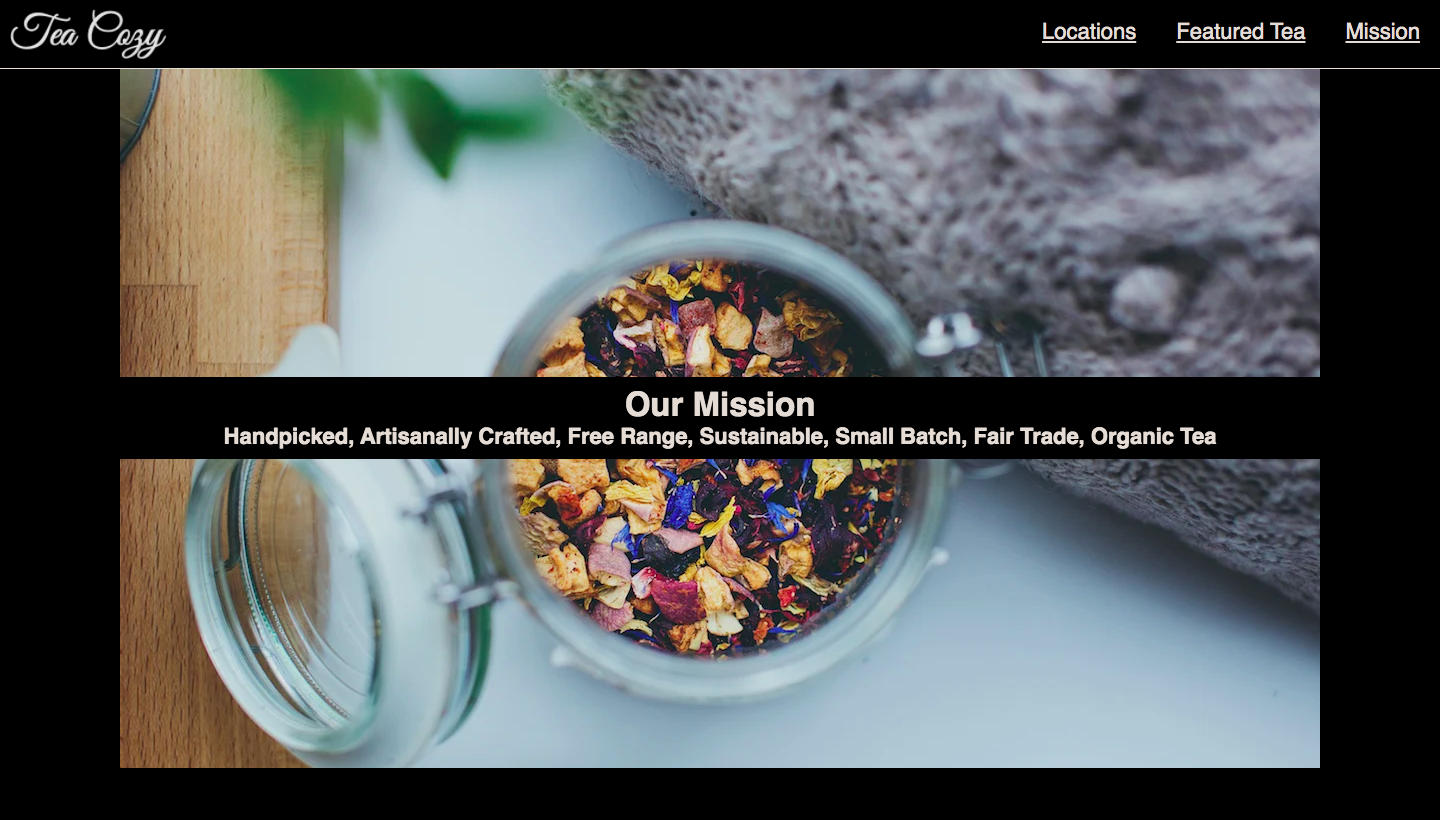 Tea Cozy
Locations Featured Tea Mission
Our Mission
Handpicked, Artisanally Crafted, Free Range, Sustainable, Small Batch, Fair Trade, Organic Tea